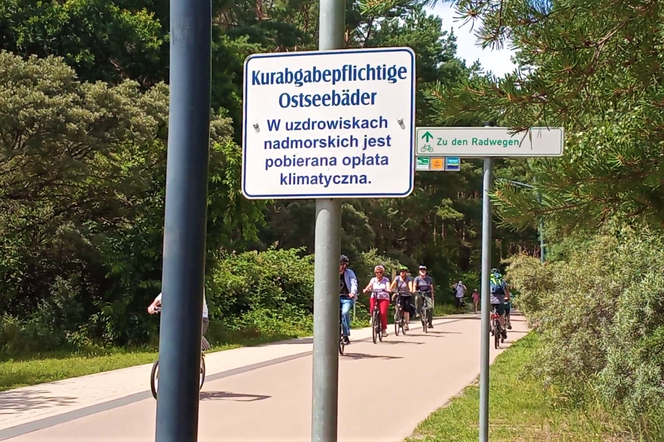 Kurabgabepflichtige
Ostseebäder
W uzdrowiskach
nadmorskich jest
pobierana opłata
klimatyczna.
Zu den Radwegen